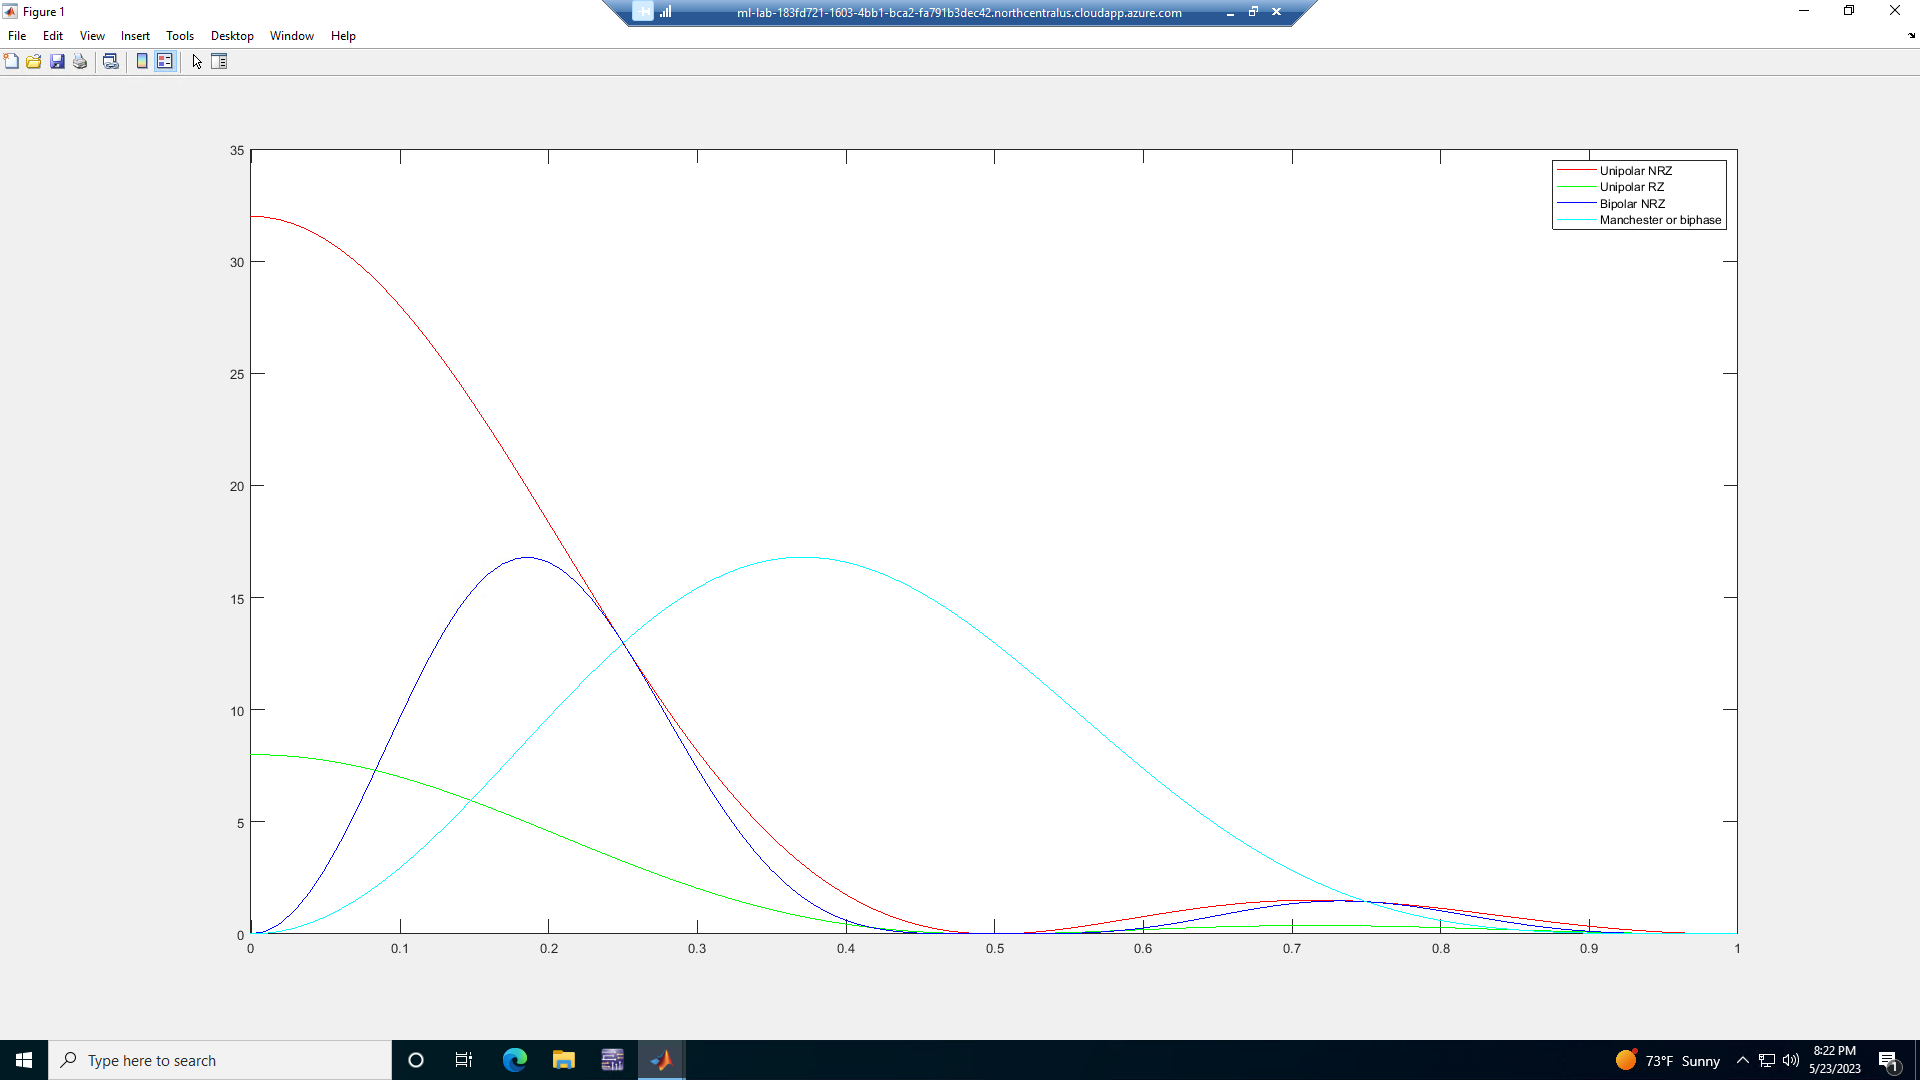 Figure 1
ml-lab-183fd721-1603-4bb1-bca2-fa791b3dec42.northcentralus.cloudapp.azure.com
File Edit View Insert Tools Desktop Window Help
35
30
25
20
15
10
5
0
Unipolar NRZ
Unipolar RZ
Bipolar NRZ
Manchester or biphase
0 0.1 0.2 0.3 0.4 0.5 0.6 0.7 0.8 0.9 1
Type here to search
73°F Sunny
8:22 PM
5/23/2023
1